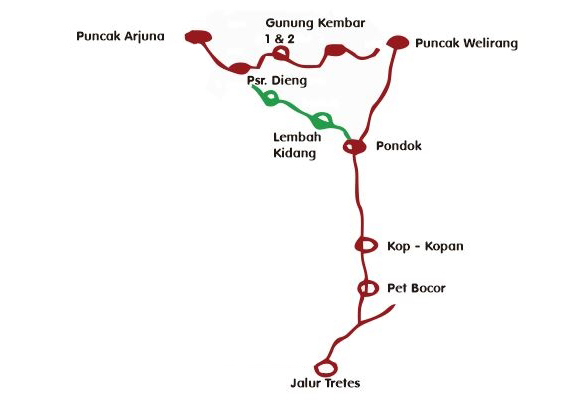 Gunung Kembar
1 & 2
Puncak Arjuna
Puncak Welirang
Psr. Dieng
Lembah
Kidang
Pondok
Kop - Kopan
Pet Bocor
Jalur Tretes